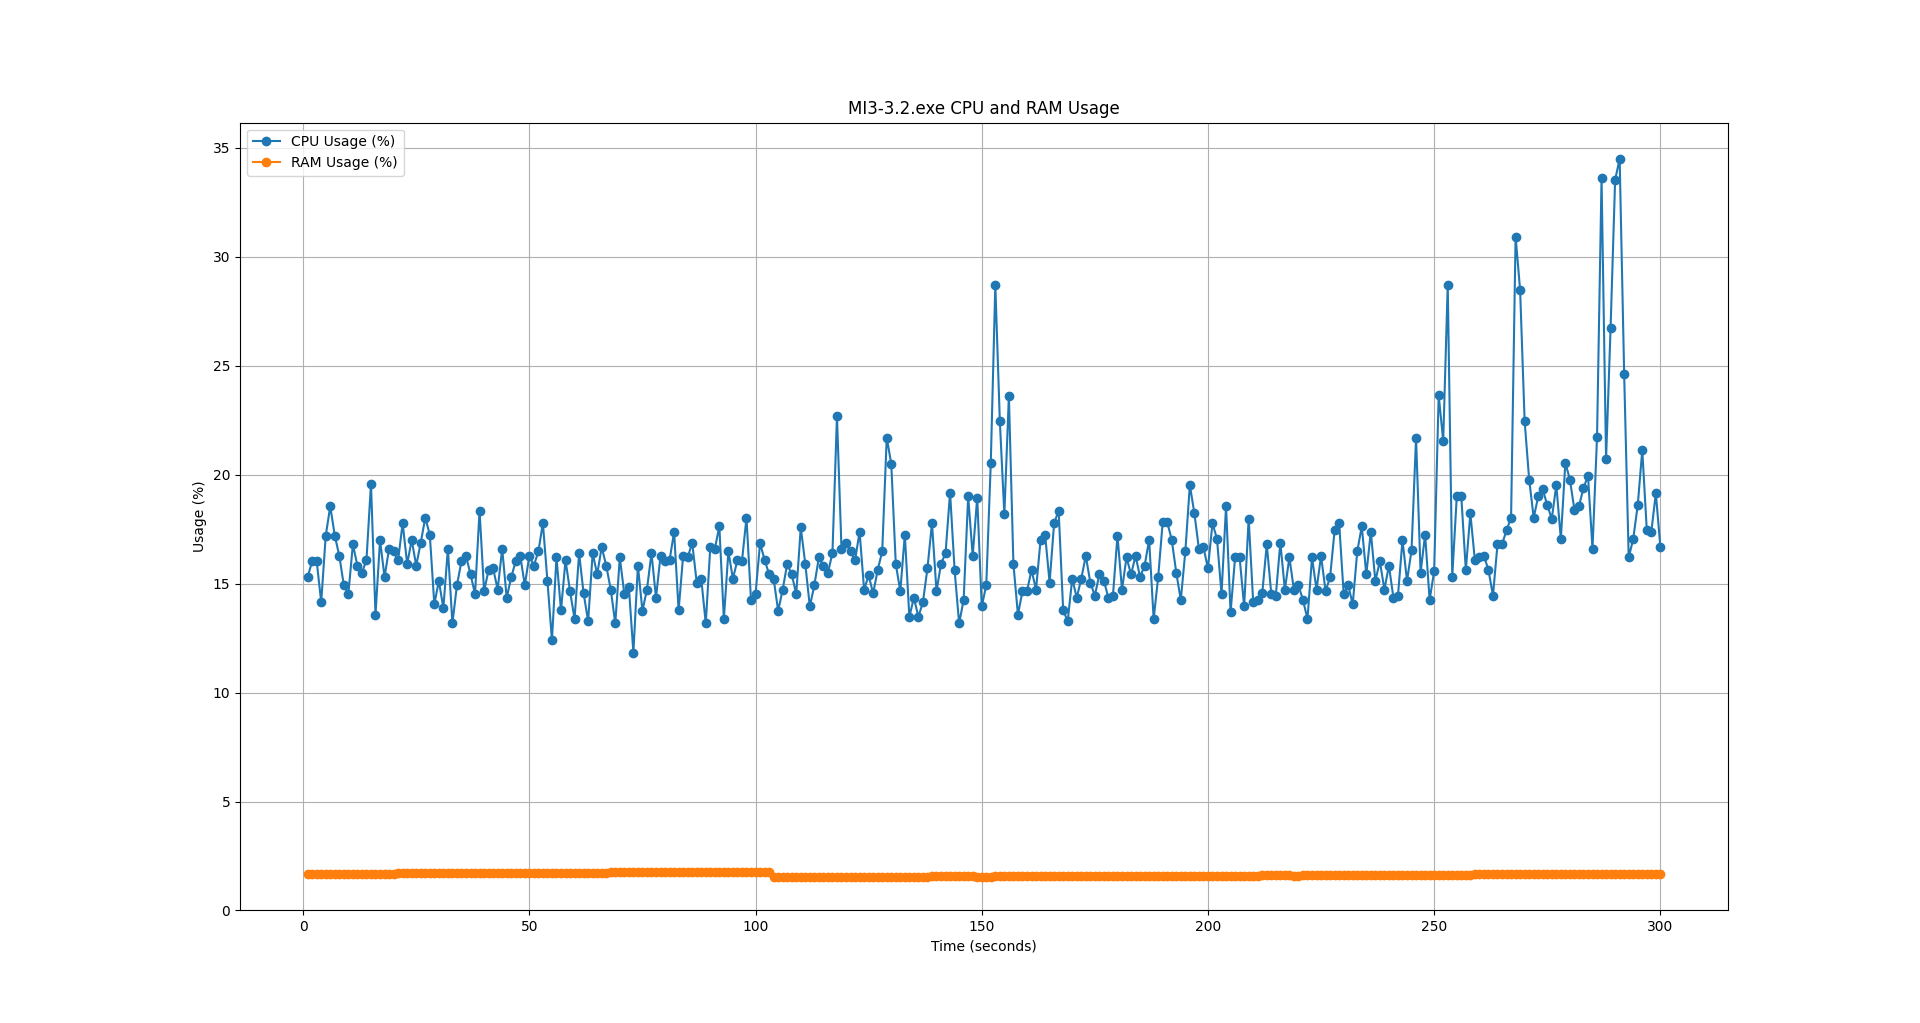 MI3-3.2.exe CPU and RAM Usage
CPU Usage (%)
RAM Usage (%)
35
30
25
20
15
10
5
0
Usage (%)
0 50 100 150 200 250 300
Time (seconds)